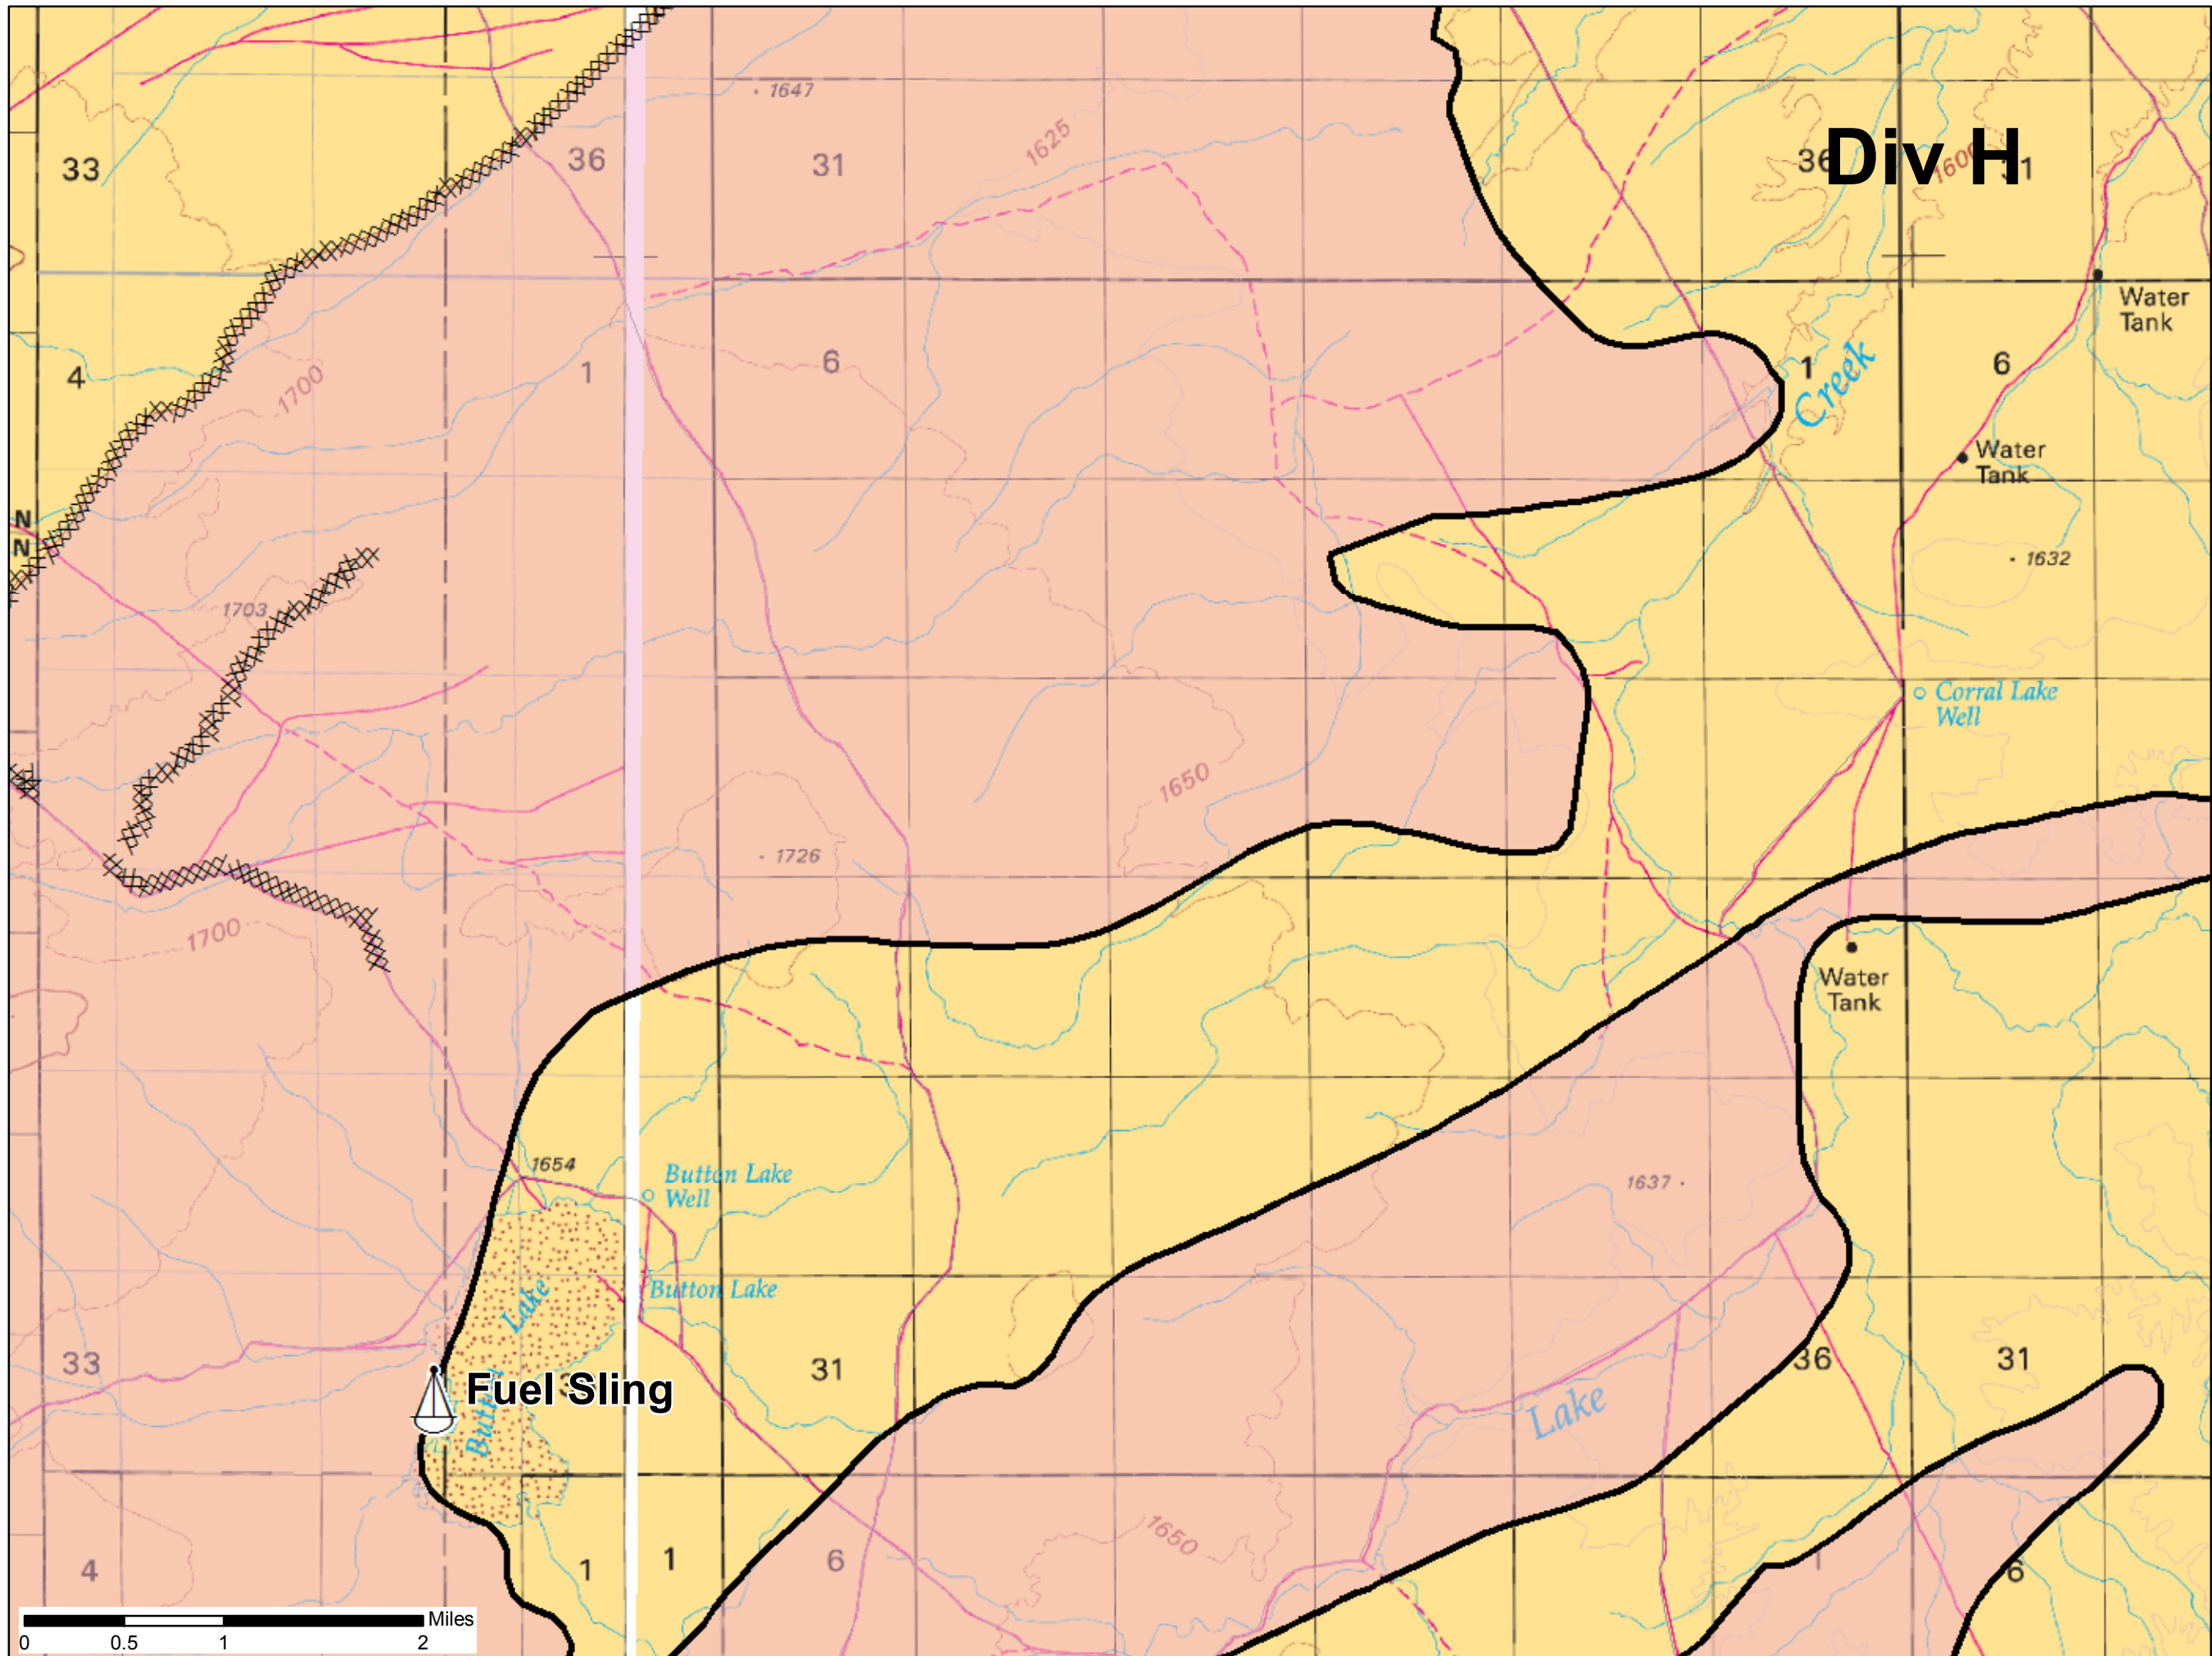 33
36
31
1647
1625
36
31
1600
Div H
Water
Tank
4
1700
1
6
1
Creek
6
Water
Tank
N
N
1703
1632
Corral Lake
Well
1650
1726
1700
Water
Tank
1654
Button Lake
Well
1637
Lake
Button Lake
33
Fuel Sling
31
36
31
Lake
4
1
1
6
1650
6
Miles
0
0.5
1
2